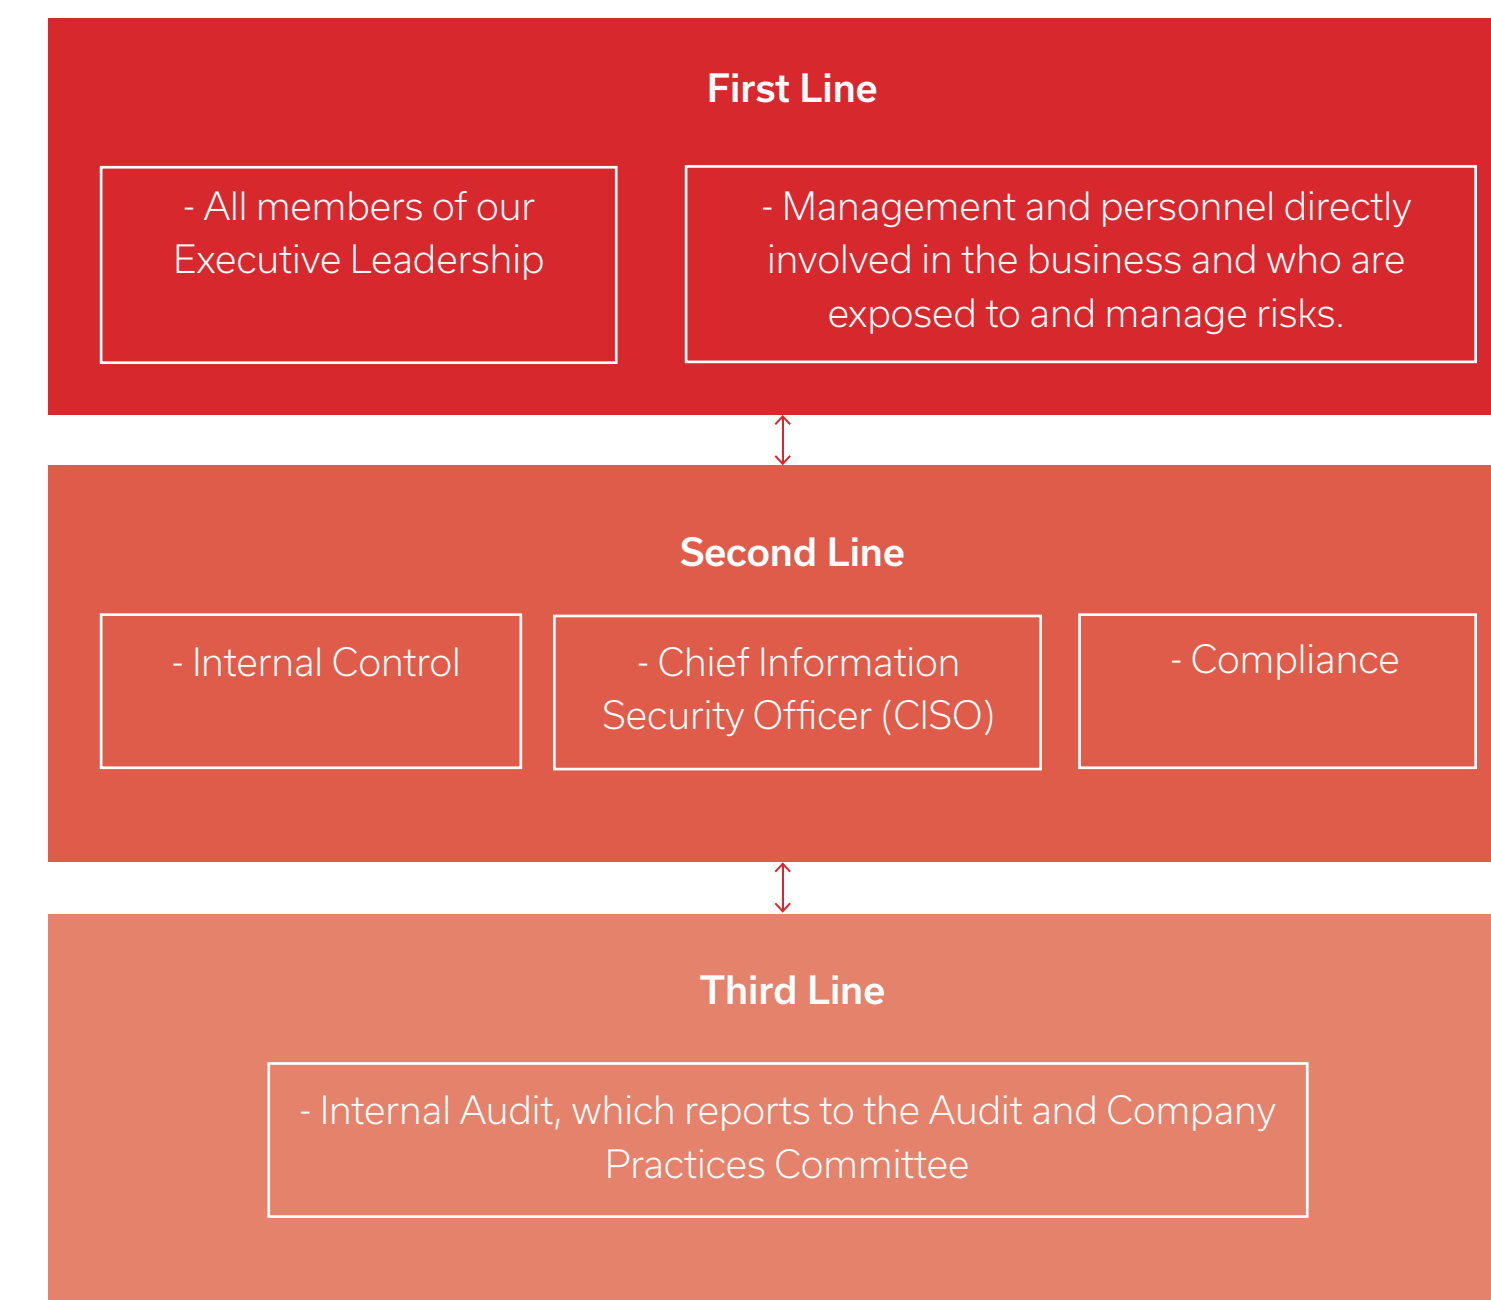 First Line
- All members of our
Executive Leadership
- Management and personnel directly
involved in the business and who are
exposed to and manage risks.
Second Line
- Internal Control
- Chief Information
Security Officer (CISO)
- Compliance
Third Line
- Internal Audit, which reports to the Audit and Company
Practices Committee